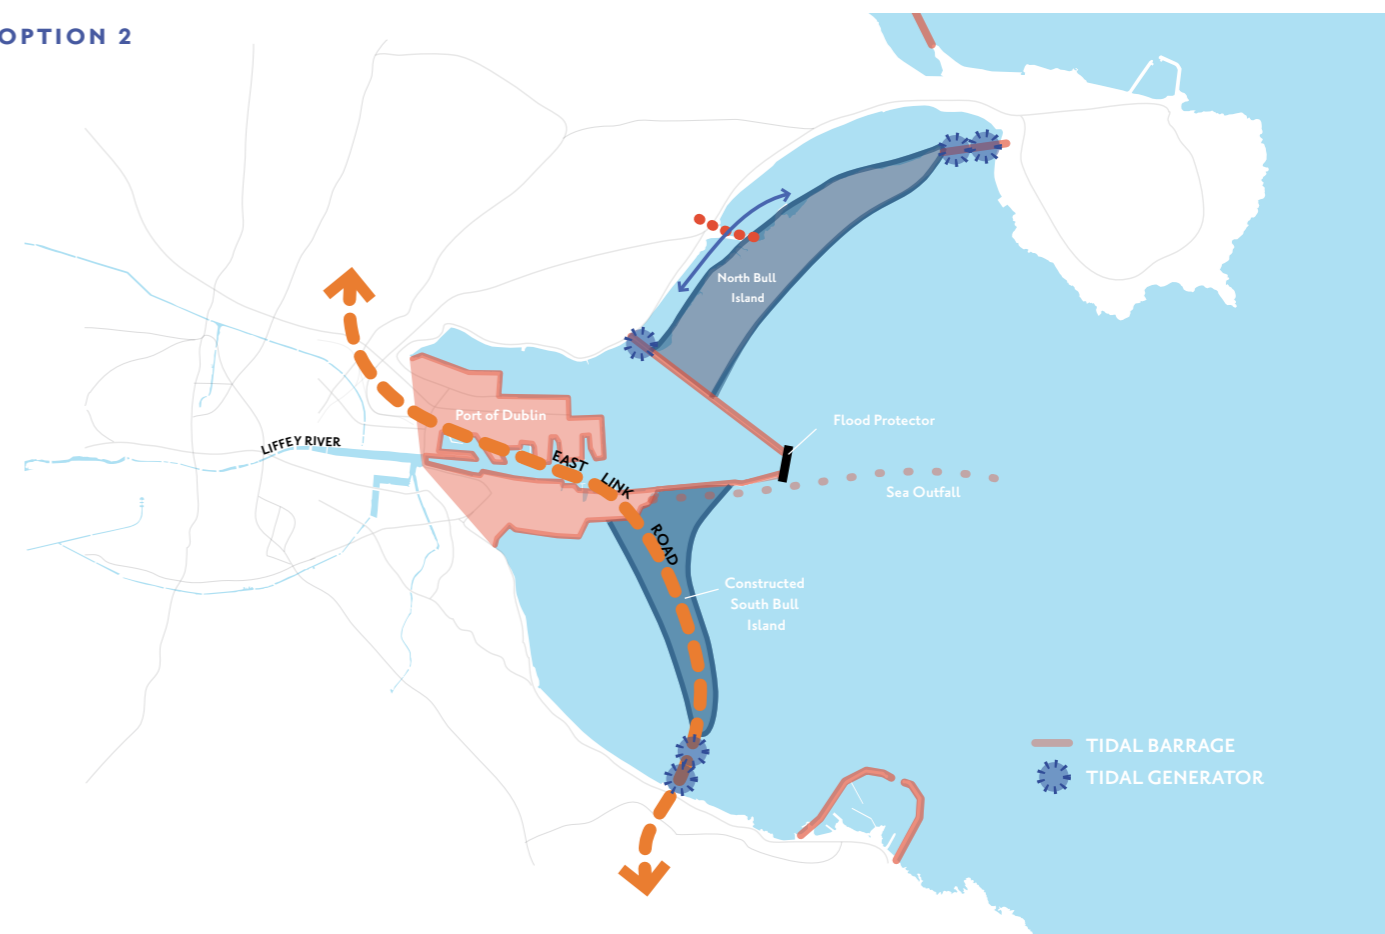 OPTION 2
North Bull
Island
Port of Dublin
Flood Protector
LIFFEY RIVER
EAST LINK ROAD
Sea Outfall
Constructed
South Bull
Island
TIDAL BARRAGE
TIDAL GENERATOR